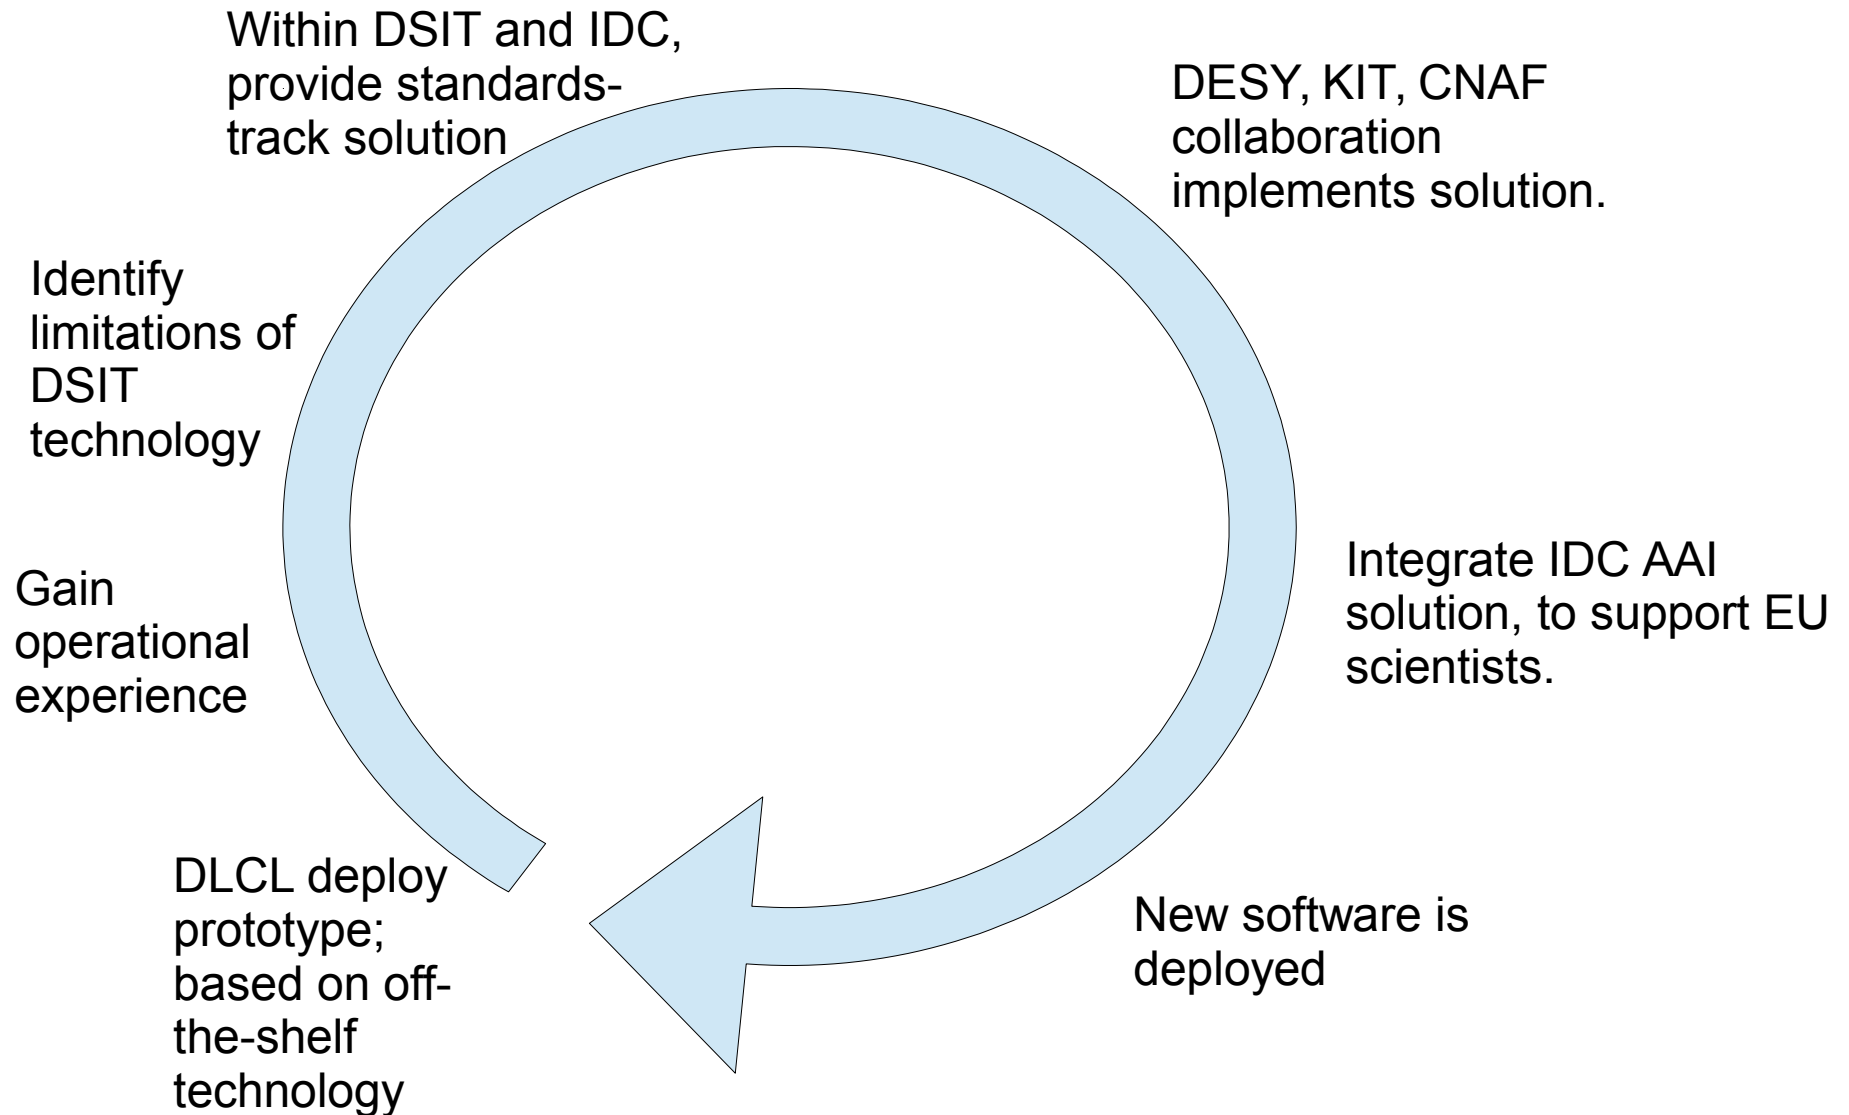 Within DSIT and IDC,
provide standards-
track solution
DESY, KIT, CNAF
collaboration
implements solution.
Identify
limitations of
DSIT
technology
Integrate IDC AAI
solution, to support EU
scientists.
Gain
operational
experience
DLCL deploy
prototype;
based on off-
the-shelf
technology
New software is
deployed